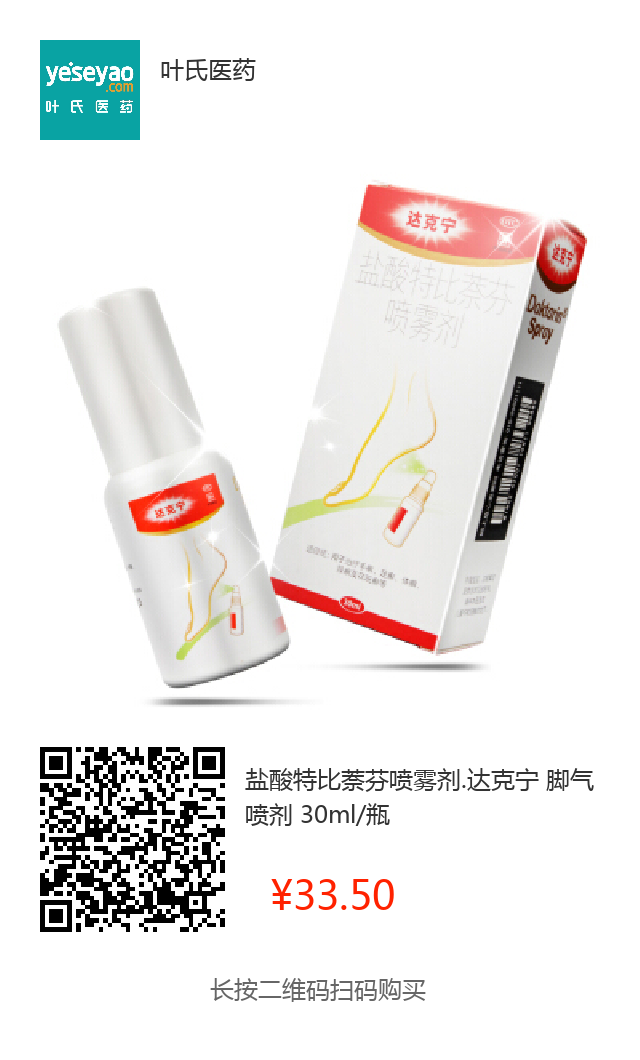 yeseyao
.com
叶氏医药
叶氏医药
达克宁
达克宁
盐酸特比萘芬
喷雾剂
Daktarin®
Spray
达克宁
30ml
盐酸特比萘芬喷雾剂.达克宁 脚气
喷剂 30ml/瓶
¥33.50
长按二维码扫码购买